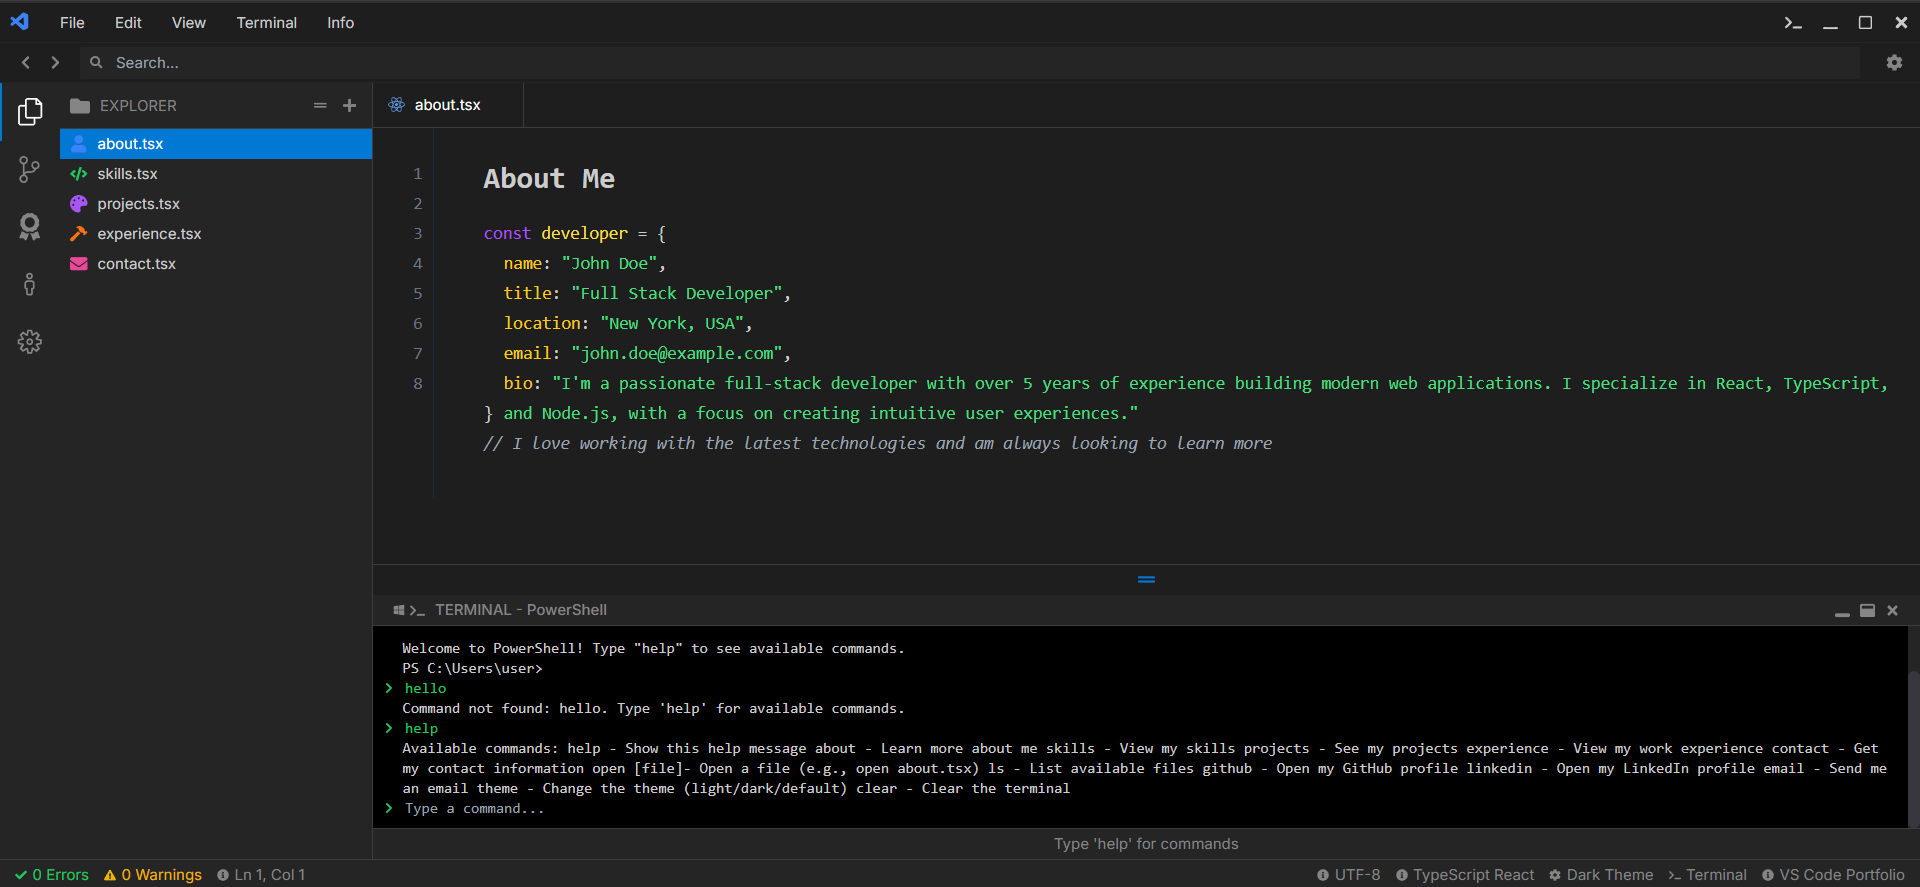 File Edit View Terminal Info
Search...
EXPLORER
about.tsx
skills.tsx
projects.tsx
experience.tsx
contact.tsx
about.tsx
1
2
3
4
5
6
7
8
About Me
const developer = {
name: "John Doe",
title: "Full Stack Developer",
location: "New York, USA",
email: "john.doe@example.com",
bio: "I'm a passionate full-stack developer with over 5 years of experience building modern web applications. I specialize in React, TypeScript,
} and Node.js, with a focus on creating intuitive user experiences."
// I love working with the latest technologies and am always looking to learn more
TERMINAL - PowerShell
Welcome to PowerShell! Type "help" to see available commands.
PS C:\Users\user>
> hello
Command not found: hello. Type 'help' for available commands.
> help
Available commands: help - Show this help message about - Learn more about me skills - View my skills projects - See my projects experience - View my work experience contact - Get
my contact information open [file]- Open a file (e.g., open about.tsx) ls - List available files github - Open my GitHub profile linkedin - Open my LinkedIn profile email - Send me
an email theme - Change the theme (light/dark/default) clear - Clear the terminal
> Type a command...
Type 'help' for commands
0 Errors 0 Warnings Ln 1, Col 1 UTF-8 TypeScript React Dark Theme Terminal VS Code Portfolio